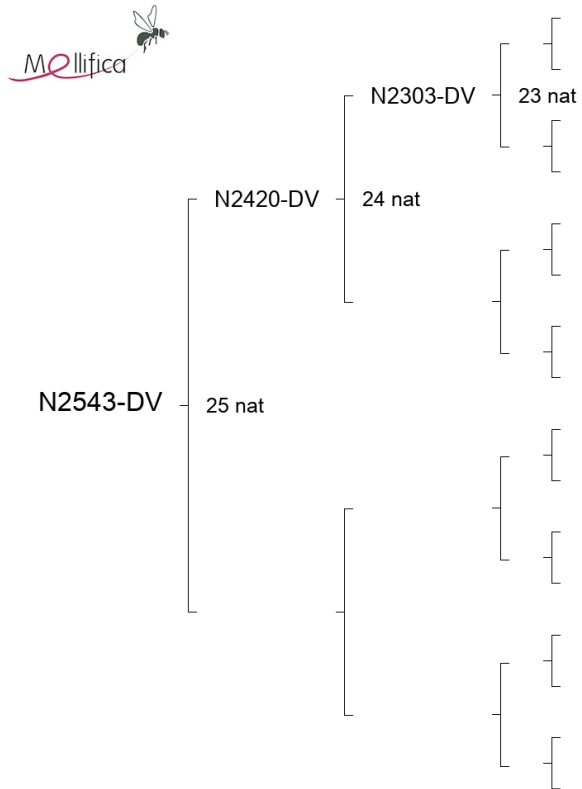 Mellifica
N2303-DV
23 nat
N2420-DV
24 nat
N2543-DV
25 nat